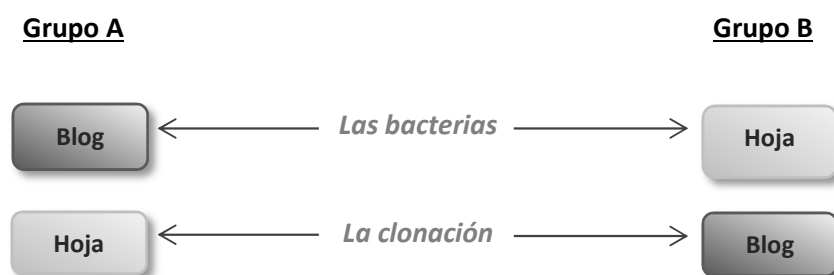 Grupo A Grupo B
Blog Las bacterias Hoja
Hoja La clonación Blog